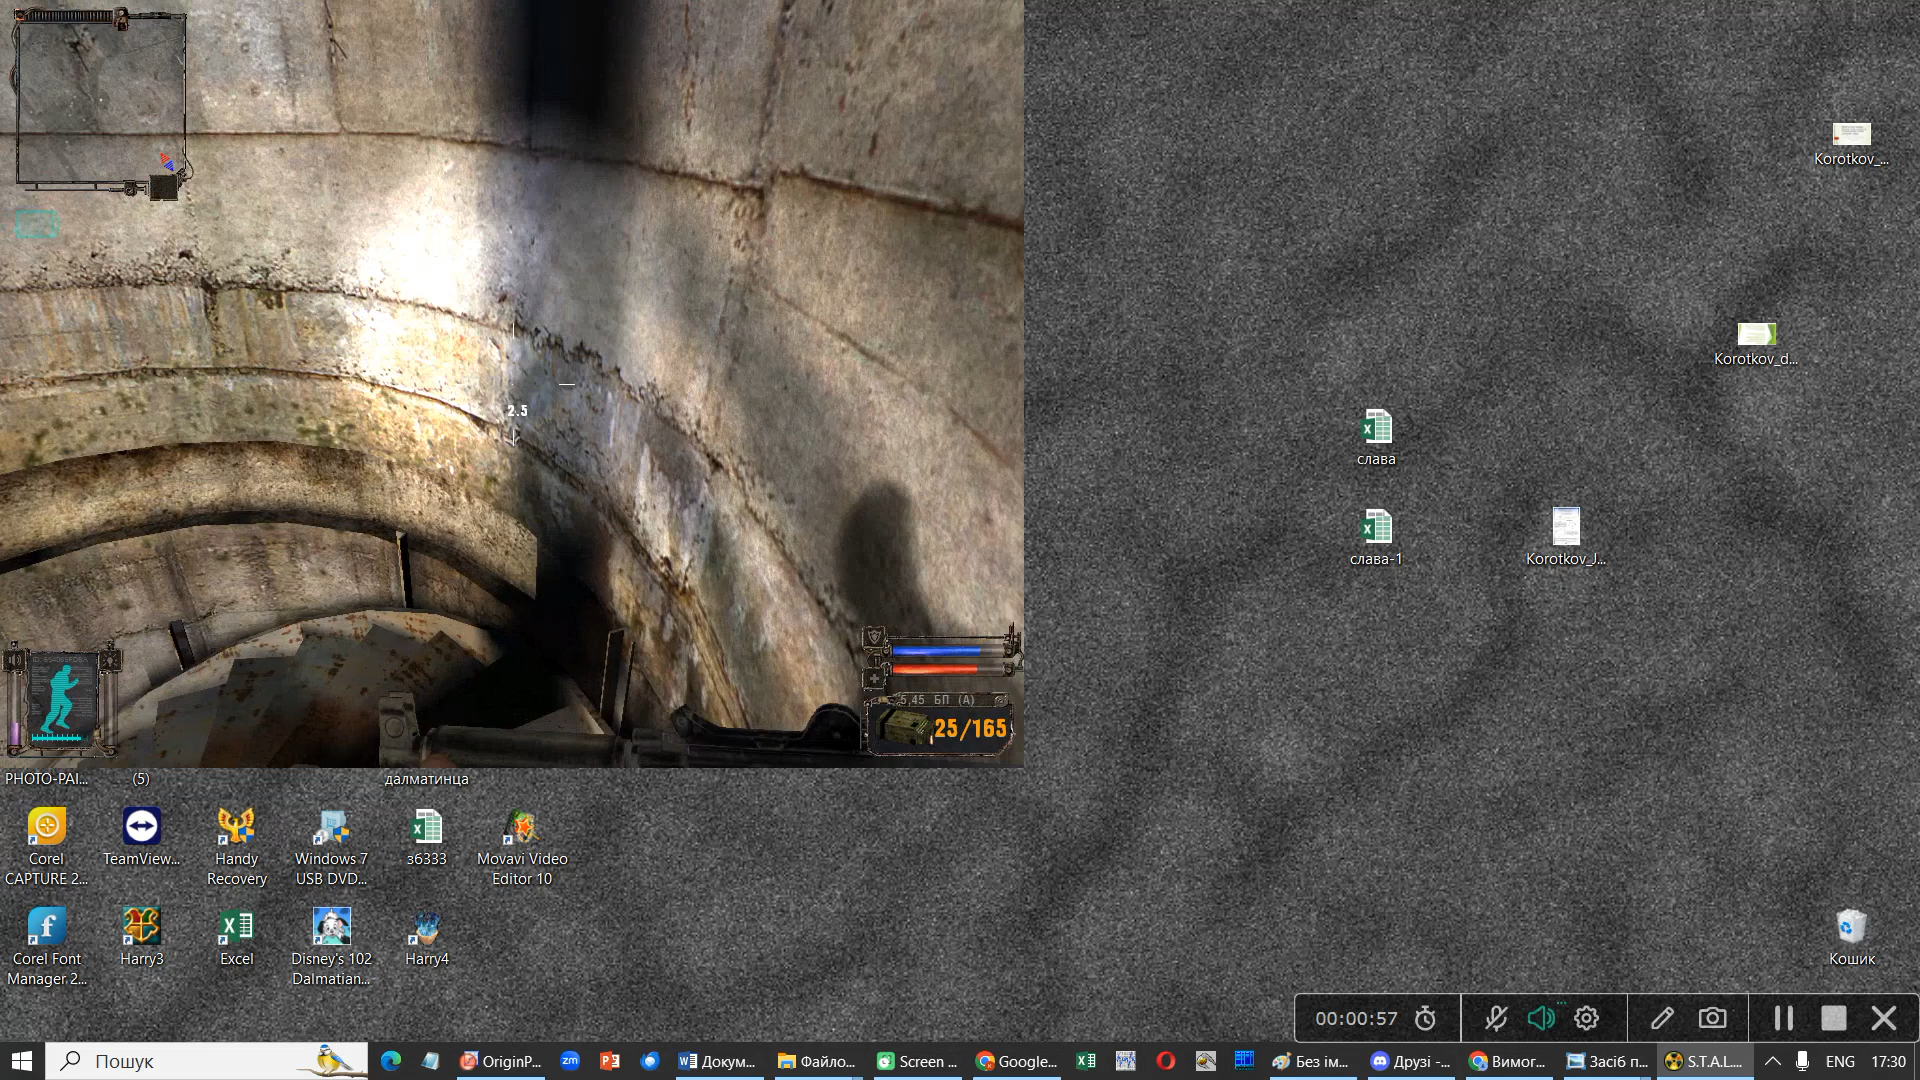 2.5
5,45 БП (А)
25/165
Korotkov_...
Korotkov_d...
слава
слава-1
Korotkov_J...
PHOTO-PAI...
(5)
далматинца
Corel
CAPTURE 2...
TeamView...
Handy
Recovery
Windows 7
USB DVD...
з6333
Movavi Video
Editor 10
Corel Font
Manager 2...
Harry3
Excel
Disney's 102
Dalmatian...
Harry4
Кошик
00:00:57
Пошук
OriginP...
zm
Докум...
Файло...
Screen ...
Google...
Без ім...
Друзі -...
Вимог...
Засіб п...
S.T.A.L...
ENG
17:30